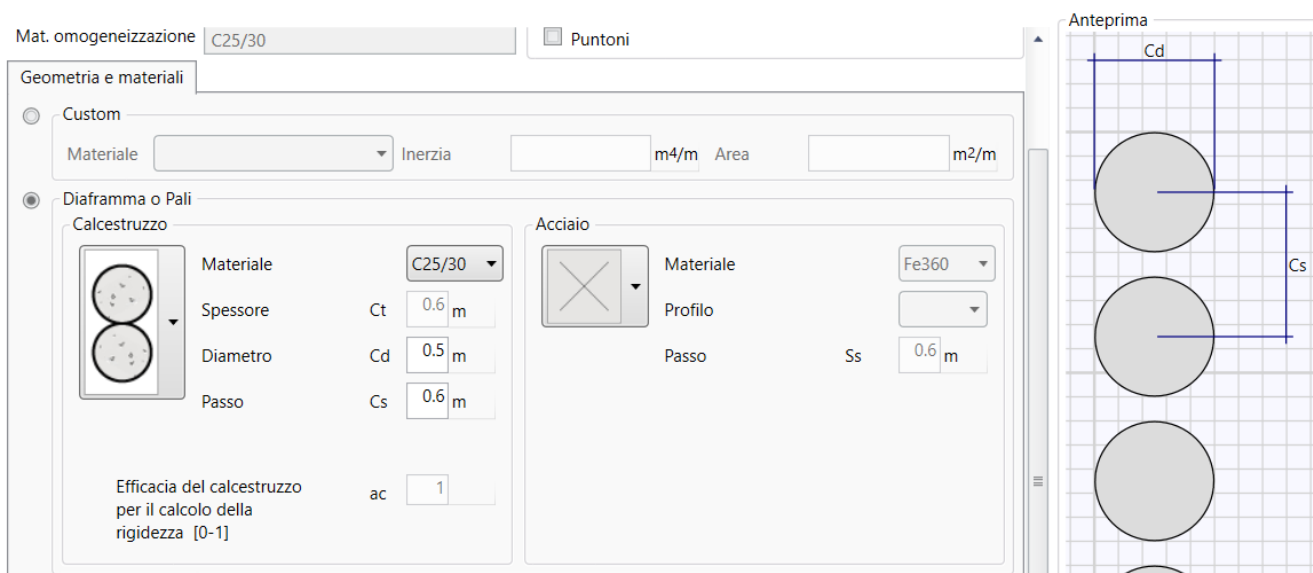 Mat. omogeneizzazione C25/30 Puntoni
Geometria e materiali
Custom
Materiale Inerzia m4/m Area m2/m
Diaframma o Pali
Calcestruzzo
Materiale C25/30
Spessore Ct 0.6 m
Diametro Cd 0.5 m
Passo Cs 0.6 m
Efficacia del calcestruzzo
per il calcolo della
rigidezza [0-1]
ac 1
Acciaio
Materiale Fe360
Profilo
Passo Ss 0.6 m
Anteprima
Cd
Cs